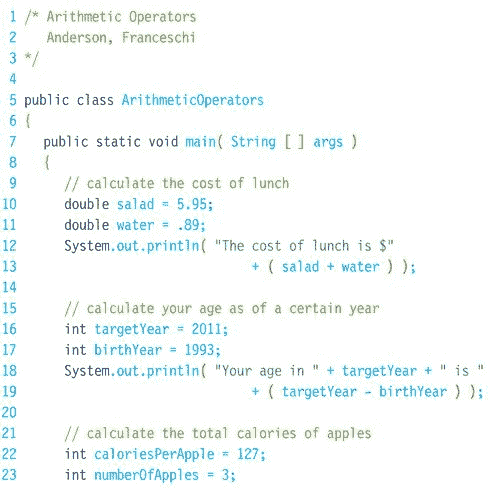 1 /* Arithmetic Operators
2    Anderson, Franceschi
3 */
4
5 public class ArithmeticOperators
6 {
7   public static void main( String [ ] args )
8   {
9     // calculate the cost of lunch
10     double salad = 5.95;
11     double water = .89;
12     System.out.println( "The cost of lunch is $"
13                         + ( salad + water ) );
14
15     // calculate your age as of a certain year
16     int targetYear = 2011;
17     int birthYear = 1993;
18     System.out.println( "Your age in " + targetYear + " is "
19                         + ( targetYear - birthYear ) );
20
21     // calculate the total calories of apples
22     int caloriesPerApple = 127;
23     int numberOfApples = 3;